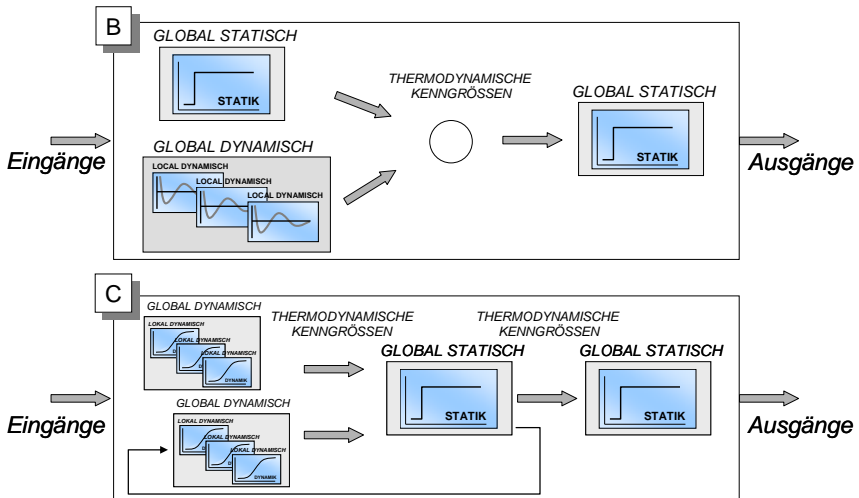 B
GLOBAL STATISCH
STATIK
THERMODYNAMISCHE
KENNGRÖSSEN
GLOBAL STATISCH
STATIK
Eingänge
GLOBAL DYNAMISCH
LOCAL DYNAMISCH
LOCAL DYNAMISCH
LOCAL DYNAMISCH
Ausgänge
C
GLOBAL DYNAMISCH
LOKAL DYNAMISCH
LOKAL DYNAMISCH
LOKAL DYNAMISCH
D
D
DYNAMIK
THERMODYNAMISCHE
KENNGRÖSSEN
THERMODYNAMISCHE
KENNGRÖSSEN
GLOBAL STATISCH
STATIK
GLOBAL STATISCH
STATIK
Eingänge
GLOBAL DYNAMISCH
LOKAL DYNAMISCH
LOKAL DYNAMISCH
LOKAL DYNAMISCH
D
D
DYNAMIK
Ausgänge